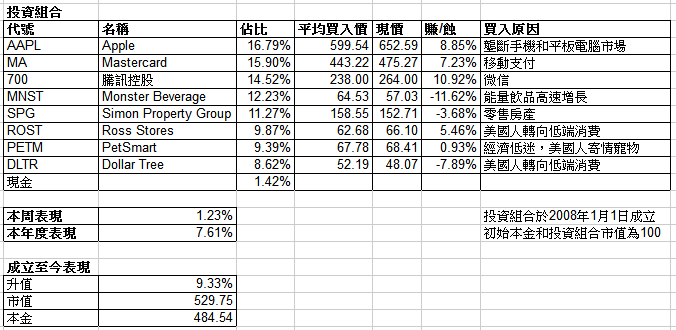 投資組合
代號 名稱 佔比 平均買入價 現價 賺/蝕 買入原因
AAPL Apple 16.79% 599.54 652.59 8.85% 壟斷手機和平板電腦市場
MA Mastercard 15.90% 443.22 475.27 7.23% 移動支付
700 騰訊控股 14.52% 238.00 264.00 10.92% 微信
MNST Monster Beverage 12.23% 64.53 57.03 -11.62% 能量飲品高速增長
SPG Simon Property Group 11.27% 158.55 152.71 -3.68% 零售房產
ROST Ross Stores 9.87% 62.68 66.10 5.46% 美國人轉向低端消費
PETM PetSmart 9.39% 67.78 68.41 0.93% 經濟低迷，美國人寄情寵物
DLTR Dollar Tree 8.62% 52.19 48.07 -7.89% 美國人轉向低端消費
現金 1.42%
本周表現 1.23% 投資組合於2008年1月1日成立
本年度表現 7.61% 初始本金和投資組合市值為100
成立至今表現
升值 9.33%
市值 529.75
本金 484.54